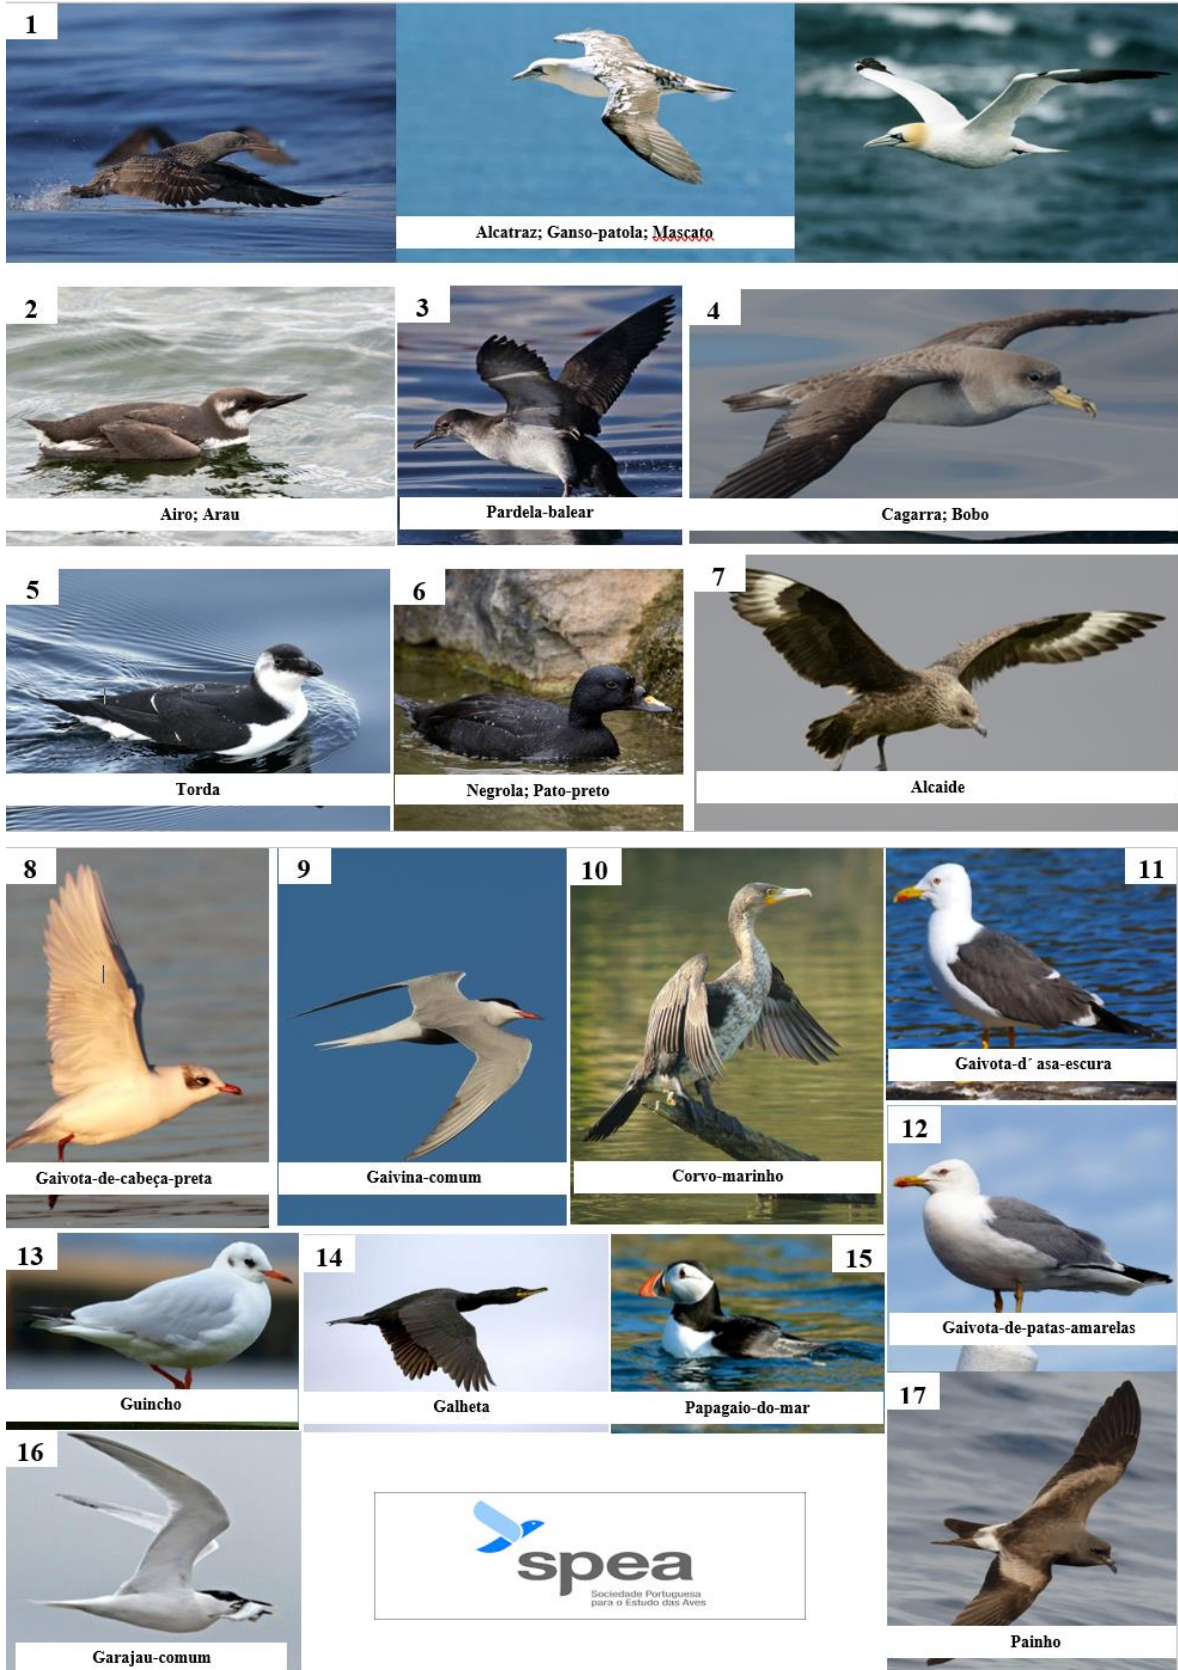 1
Alcatraz; Ganso-patola; Mascato
2
3
4
Airo; Arau
Pardela-balear
Cagarra; Bobo
5
6
7
Torda
Negrola; Pato-preto
Alcaide
8
9
10
11
Gaivota-d´ asa-escura
12
Gaivota-de-cabeça-preta
Gaivina-comum
Corvo-marinho
13
14
15
Gaivota-de-patas-amarelas
Guincho
Galheta
Papagaio-do-mar
16
17
spea
Sociedade Portuguesa
para o Estudo das Aves
Garajau-comum
Painho